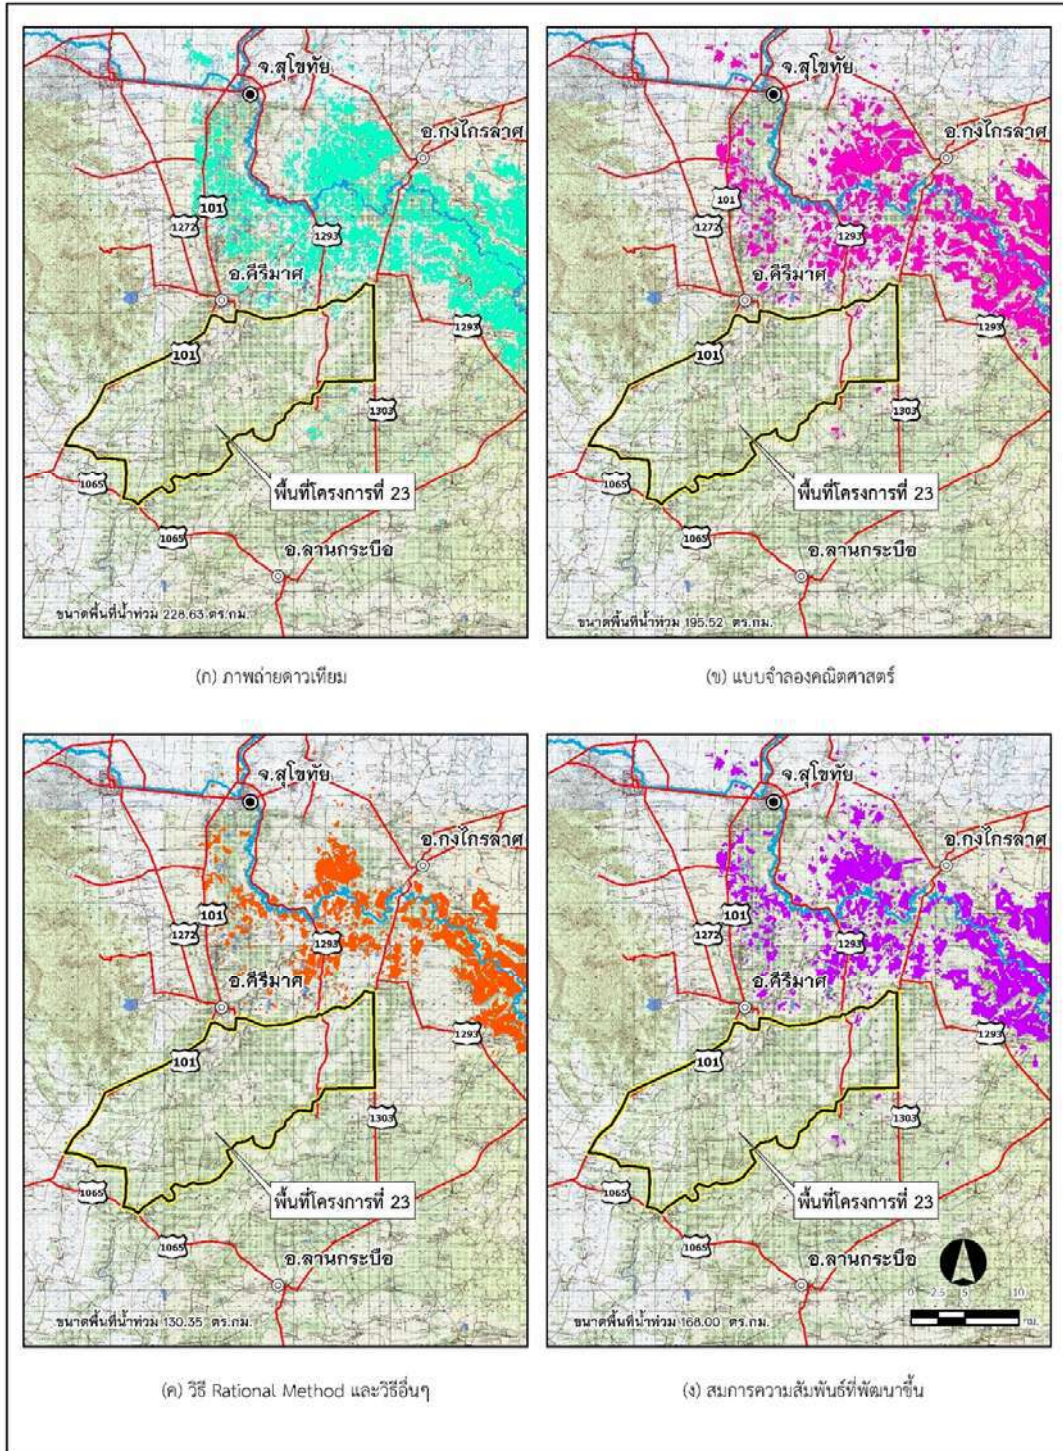 จ.สุโขทัย
อ.กงไกรลาศ
101
1272
1293
อ.คีรีมาศ
1293
101
1303
1065
พื้นที่โครงการที่ 23
1065
อ.ลานกระบือ
ขนาดพื้นที่น้ำท่วม 228.63 ตร.กม.
(ก) ภาพถ่ายดาวเทียม
จ.สุโขทัย
อ.กงไกรลาศ
101
1272
1293
อ.คีรีมาศ
1293
101
1303
1065
พื้นที่โครงการที่ 23
1065
อ.ลานกระบือ
ขนาดพื้นที่น้ำท่วม 195.52 ตร.กม.
(ข) แบบจำลองคณิตศาสตร์
จ.สุโขทัย
อ.กงไกรลาศ
101
1272
1293
อ.คีรีมาศ
1293
101
1303
1065
พื้นที่โครงการที่ 23
1065
อ.ลานกระบือ
ขนาดพื้นที่น้ำท่วม 130.35 ตร.กม.
(ค) วิธี Rational Method และวิธีอื่นๆ
จ.สุโขทัย
อ.กงไกรลาศ
101
1272
1293
อ.คีรีมาศ
1293
101
1303
1065
พื้นที่โครงการที่ 23
1065
อ.ลานกระบือ
0 2.5 5 10
กม.
ขนาดพื้นที่น้ำท่วม 168.00 ตร.กม.
(ง) สมการความสัมพันธ์ที่พัฒนาขึ้น